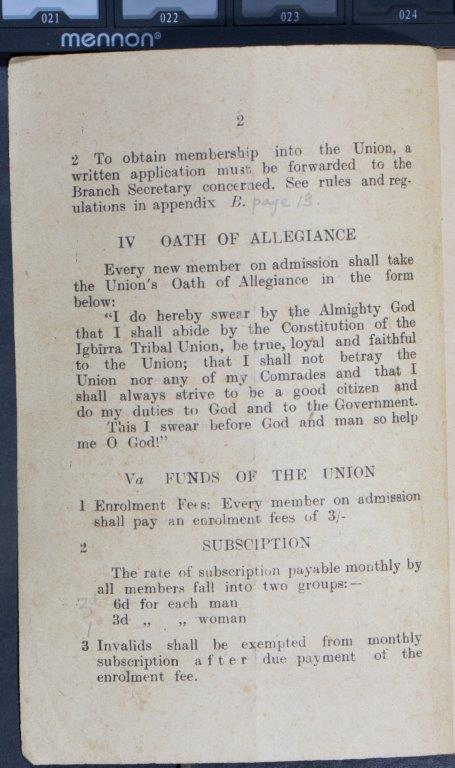 021 022 023 024
mennon®
2
2 To obtain membership into the Union, a
written application must be forwarded to the
Branch Secretary concerned. See rules and reg-
ulations in appendix B. page 13.
IV OATH OF ALLEGIANCE
Every new member on admission shall take
the Union's Oath of Allegiance in the form
below:
"I do hereby swear by the Almighty God
that I shall abide by the Constitution of the
Igbirra Tribal Union, be true, loyal and faithful
to the Union; that I shall not betray the
Union nor any of my Comrades and that I
shall always strive to be a good citizen and
do my duties to God and to the Government.
This I swear before God and man so help
me O God!"
Va FUNDS OF THE UNION
1 Enrolment Fees: Every member on admission
shall pay an enrolment fees of 3/-
2 SUBSCIPTION
The rate of subscription payable monthly by
all members fall into two groups:—
6d for each man
3d „ „ woman
3 Invalids shall be exempted from monthly
subscription after due payment of the
enrolment fee.